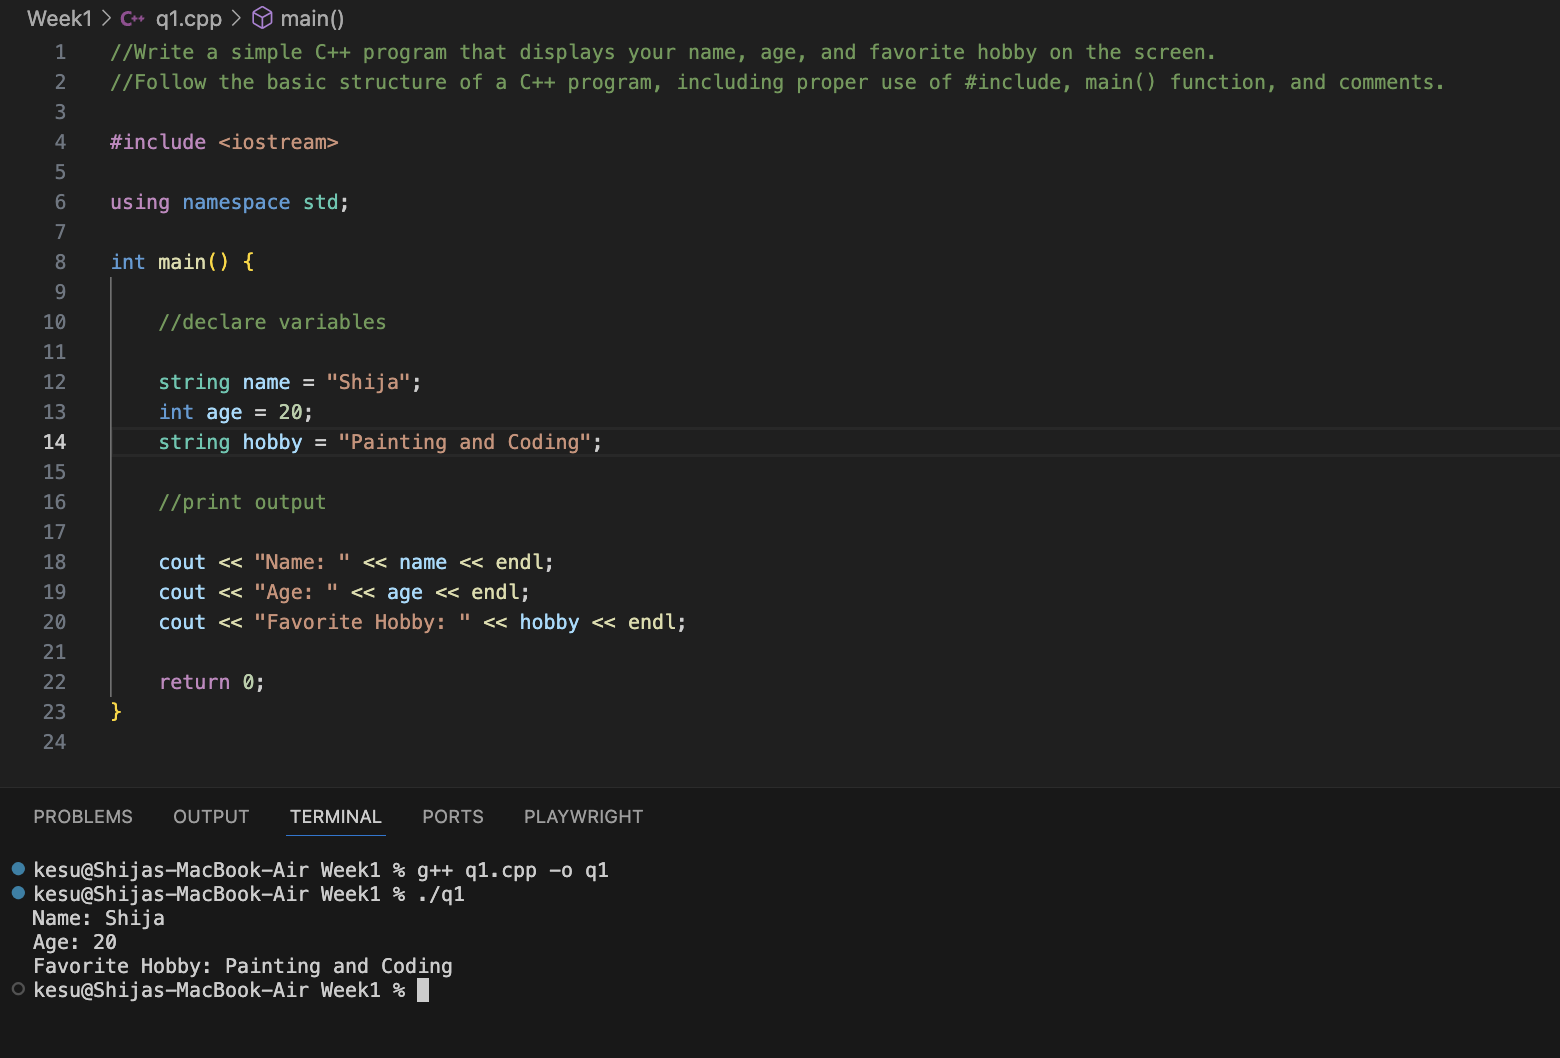 Week1 > C++ q1.cpp > main()
1 //Write a simple C++ program that displays your name, age, and favorite hobby on the screen.
2 //Follow the basic structure of a C++ program, including proper use of #include, main() function, and comments.
3
4 #include <iostream>
5
6 using namespace std;
7
8 int main() {
9
10 //declare variables
11
12 string name = "Shija";
13 int age = 20;
14 string hobby = "Painting and Coding";
15
16 //print output
17
18 cout << "Name: " << name << endl;
19 cout << "Age: " << age << endl;
20 cout << "Favorite Hobby: " << hobby << endl;
21
22 return 0;
23 }
24
PROBLEMS OUTPUT TERMINAL PORTS PLAYWRIGHT
kesu@Shijas-MacBook-Air Week1 % g++ q1.cpp -o q1
kesu@Shijas-MacBook-Air Week1 % ./q1
Name: Shija
Age: 20
Favorite Hobby: Painting and Coding
kesu@Shijas-MacBook-Air Week1 %